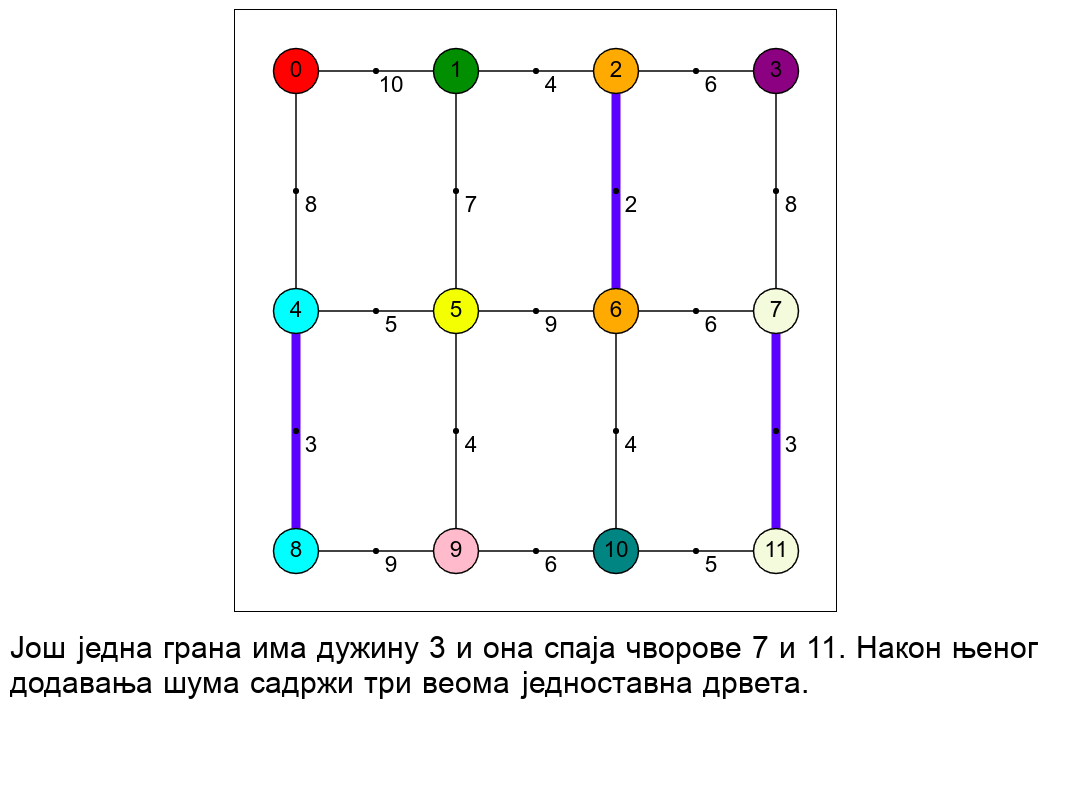 0 10 1 4 2 6 3
8 7 2 8
4 5 5 9 6 6 7
3 4 4 3
8 9 9 6 10 5 11
Још једна грана има дужину 3 и она спаја чворове 7 и 11. Након њеног
додавања шума садржи три веома једноставна дрвета.